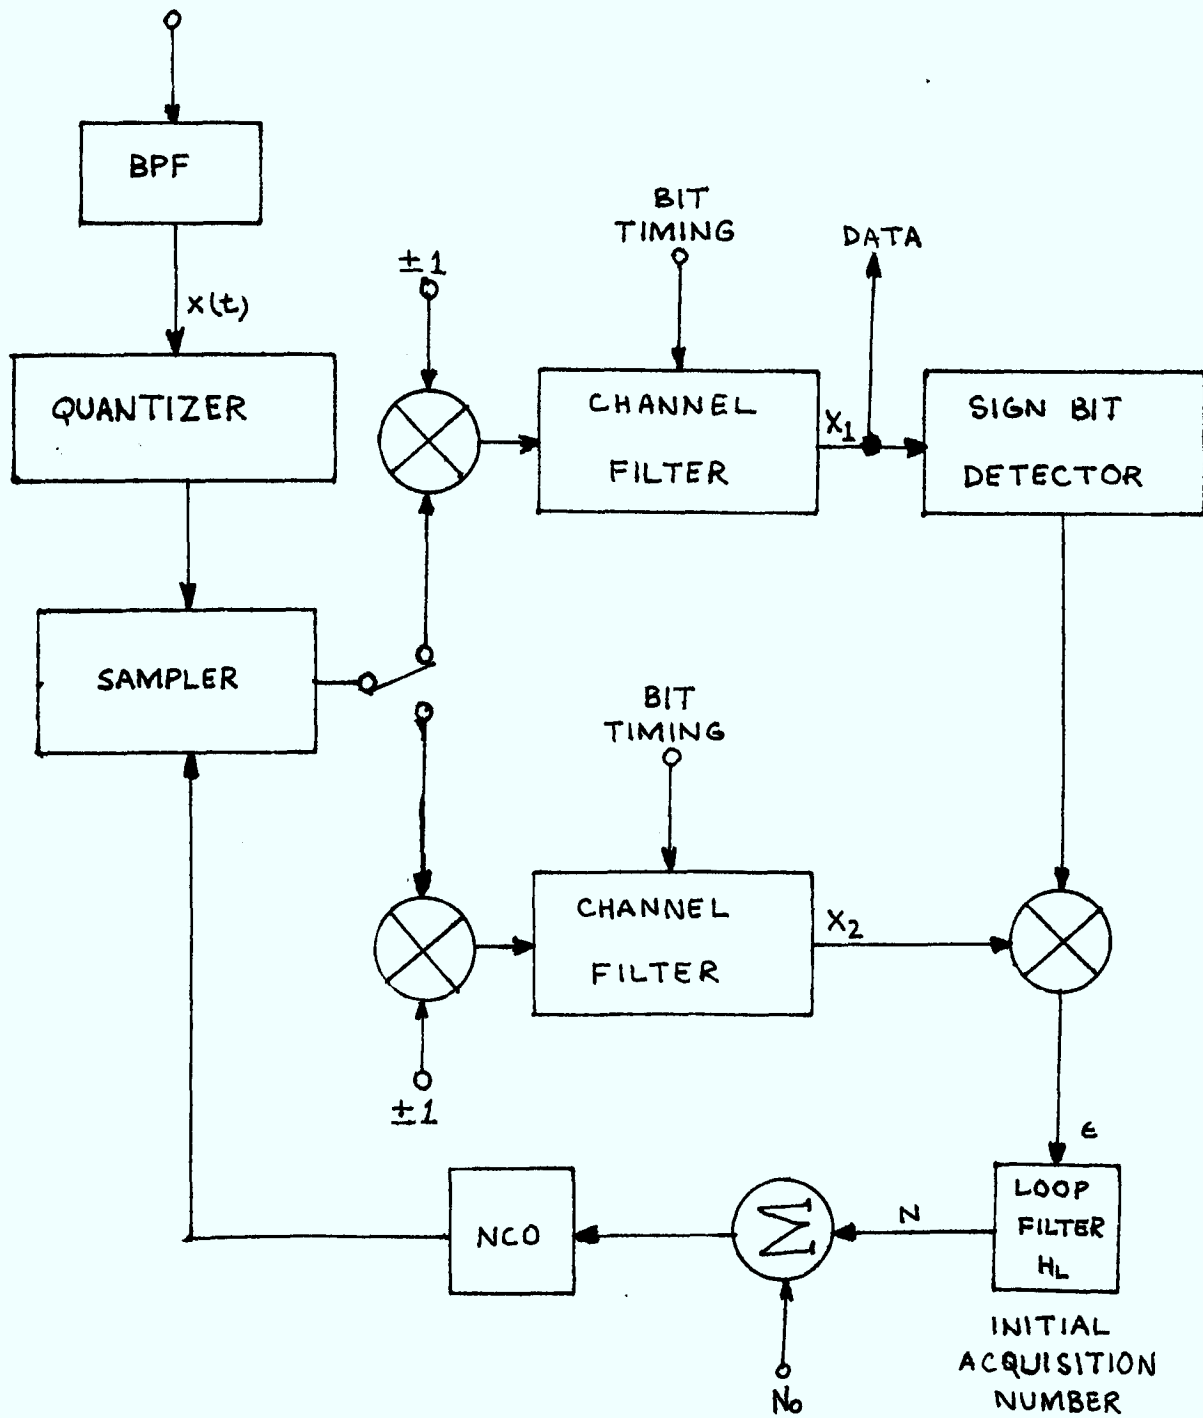 BPF
x(t)
QUANTIZER
SAMPLER
±1
BIT
TIMING
CHANNEL
FILTER
X1
DATA
SIGN BIT
DETECTOR
BIT
TIMING
CHANNEL
FILTER
X2
±1
ϵ
LOOP
FILTER
HL
N
Σ
NCO
N0
INITIAL
ACQUISITION
NUMBER